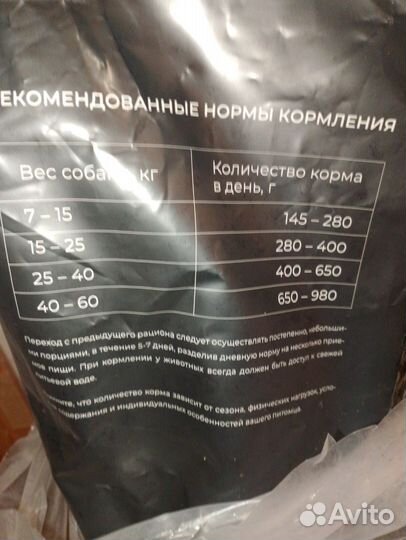 ЕКОМЕНДОВАННЫЕ НОРМЫ КОРМЛЕНИЯ
Вес соба кг
Количество корма
в день, г
7 – 15
145 – 280
15 – 25
280 – 400
25 – 40
400 – 650
40 – 60
650 – 980
Переход с предыдущего рациона следует осуществлять постепенно, небольши-
ми порциями, в течение 5-7 дней, разделив дневную норму на несколько прие-
мов пищи. При кормлении у животных всегда должен быть доступ к свежей
питьевой воде.
ите, что количество корма зависит от сезона, физических нагрузок, усло-
содержания и индивидуальных особенностей вашего питомца.
Avito